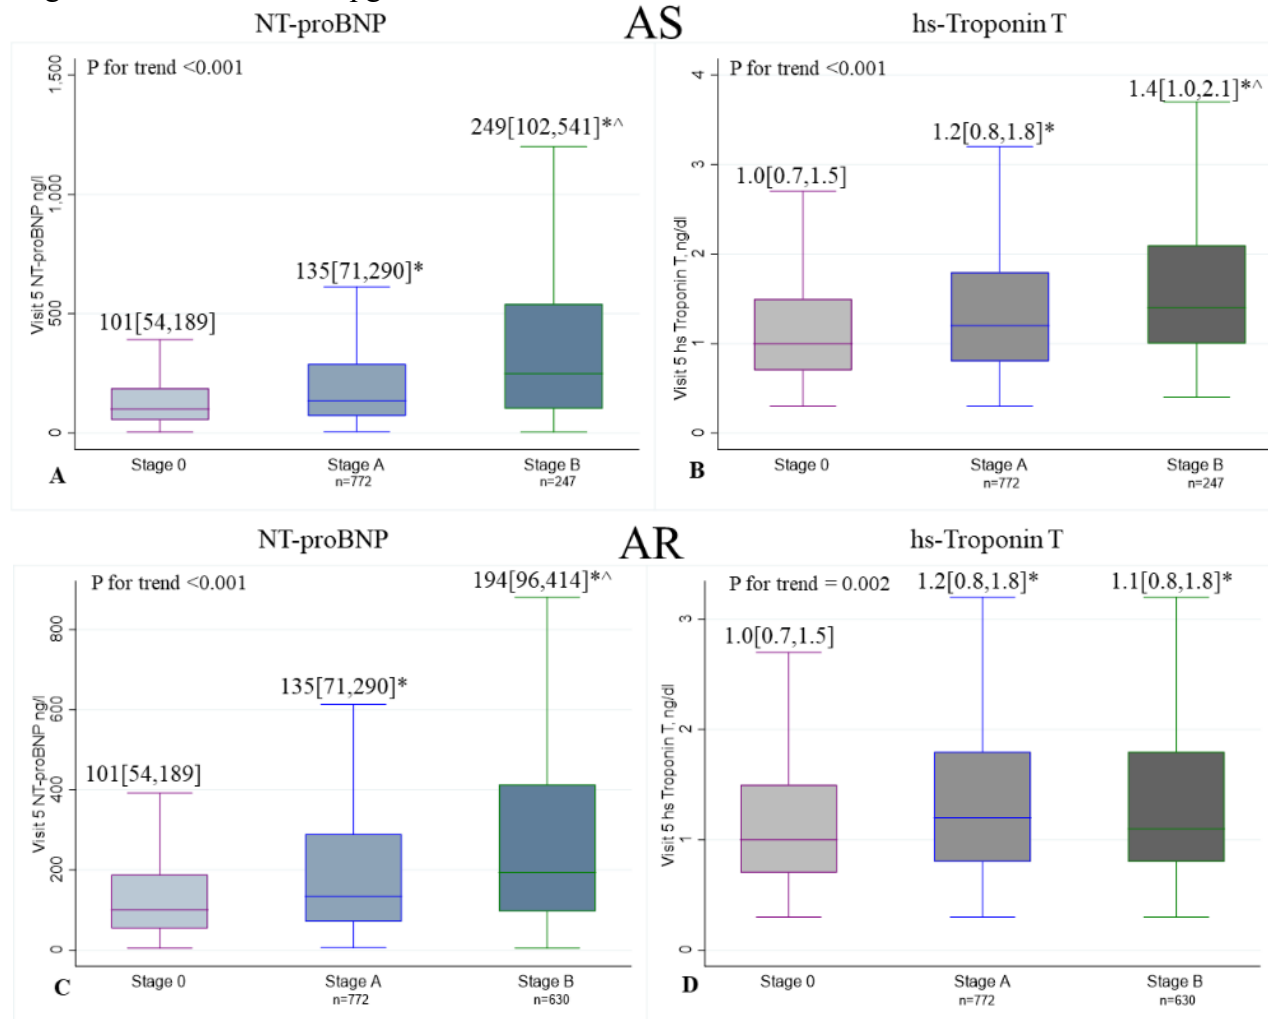 NT-proBNP
AS
hs-Troponin T
P for trend <0.001
249[102,541]*^
135[71,290]*
101[54,189]
Visit 5 NT-proBNP ng/l
1,500
1,000
500
0
Stage 0
Stage A
Stage B
n=772
n=247
A
P for trend <0.001
1.4[1.0,2.1]*^
1.2[0.8,1.8]*
1.0[0.7,1.5]
Visit 5 hs Troponin T, ng/dl
4
3
2
1
0
Stage 0
Stage A
Stage B
n=772
n=247
B
NT-proBNP
AR
hs-Troponin T
P for trend <0.001
194[96,414]*^
135[71,290]*
101[54,189]
Visit 5 NT-proBNP ng/l
800
600
400
200
0
Stage 0
Stage A
Stage B
n=772
n=630
C
P for trend = 0.002
1.2[0.8,1.8]*
1.1[0.8,1.8]*
1.0[0.7,1.5]
Visit 5 hs Troponin T, ng/dl
3
2
1
0
Stage 0
Stage A
Stage B
n=772
n=630
D